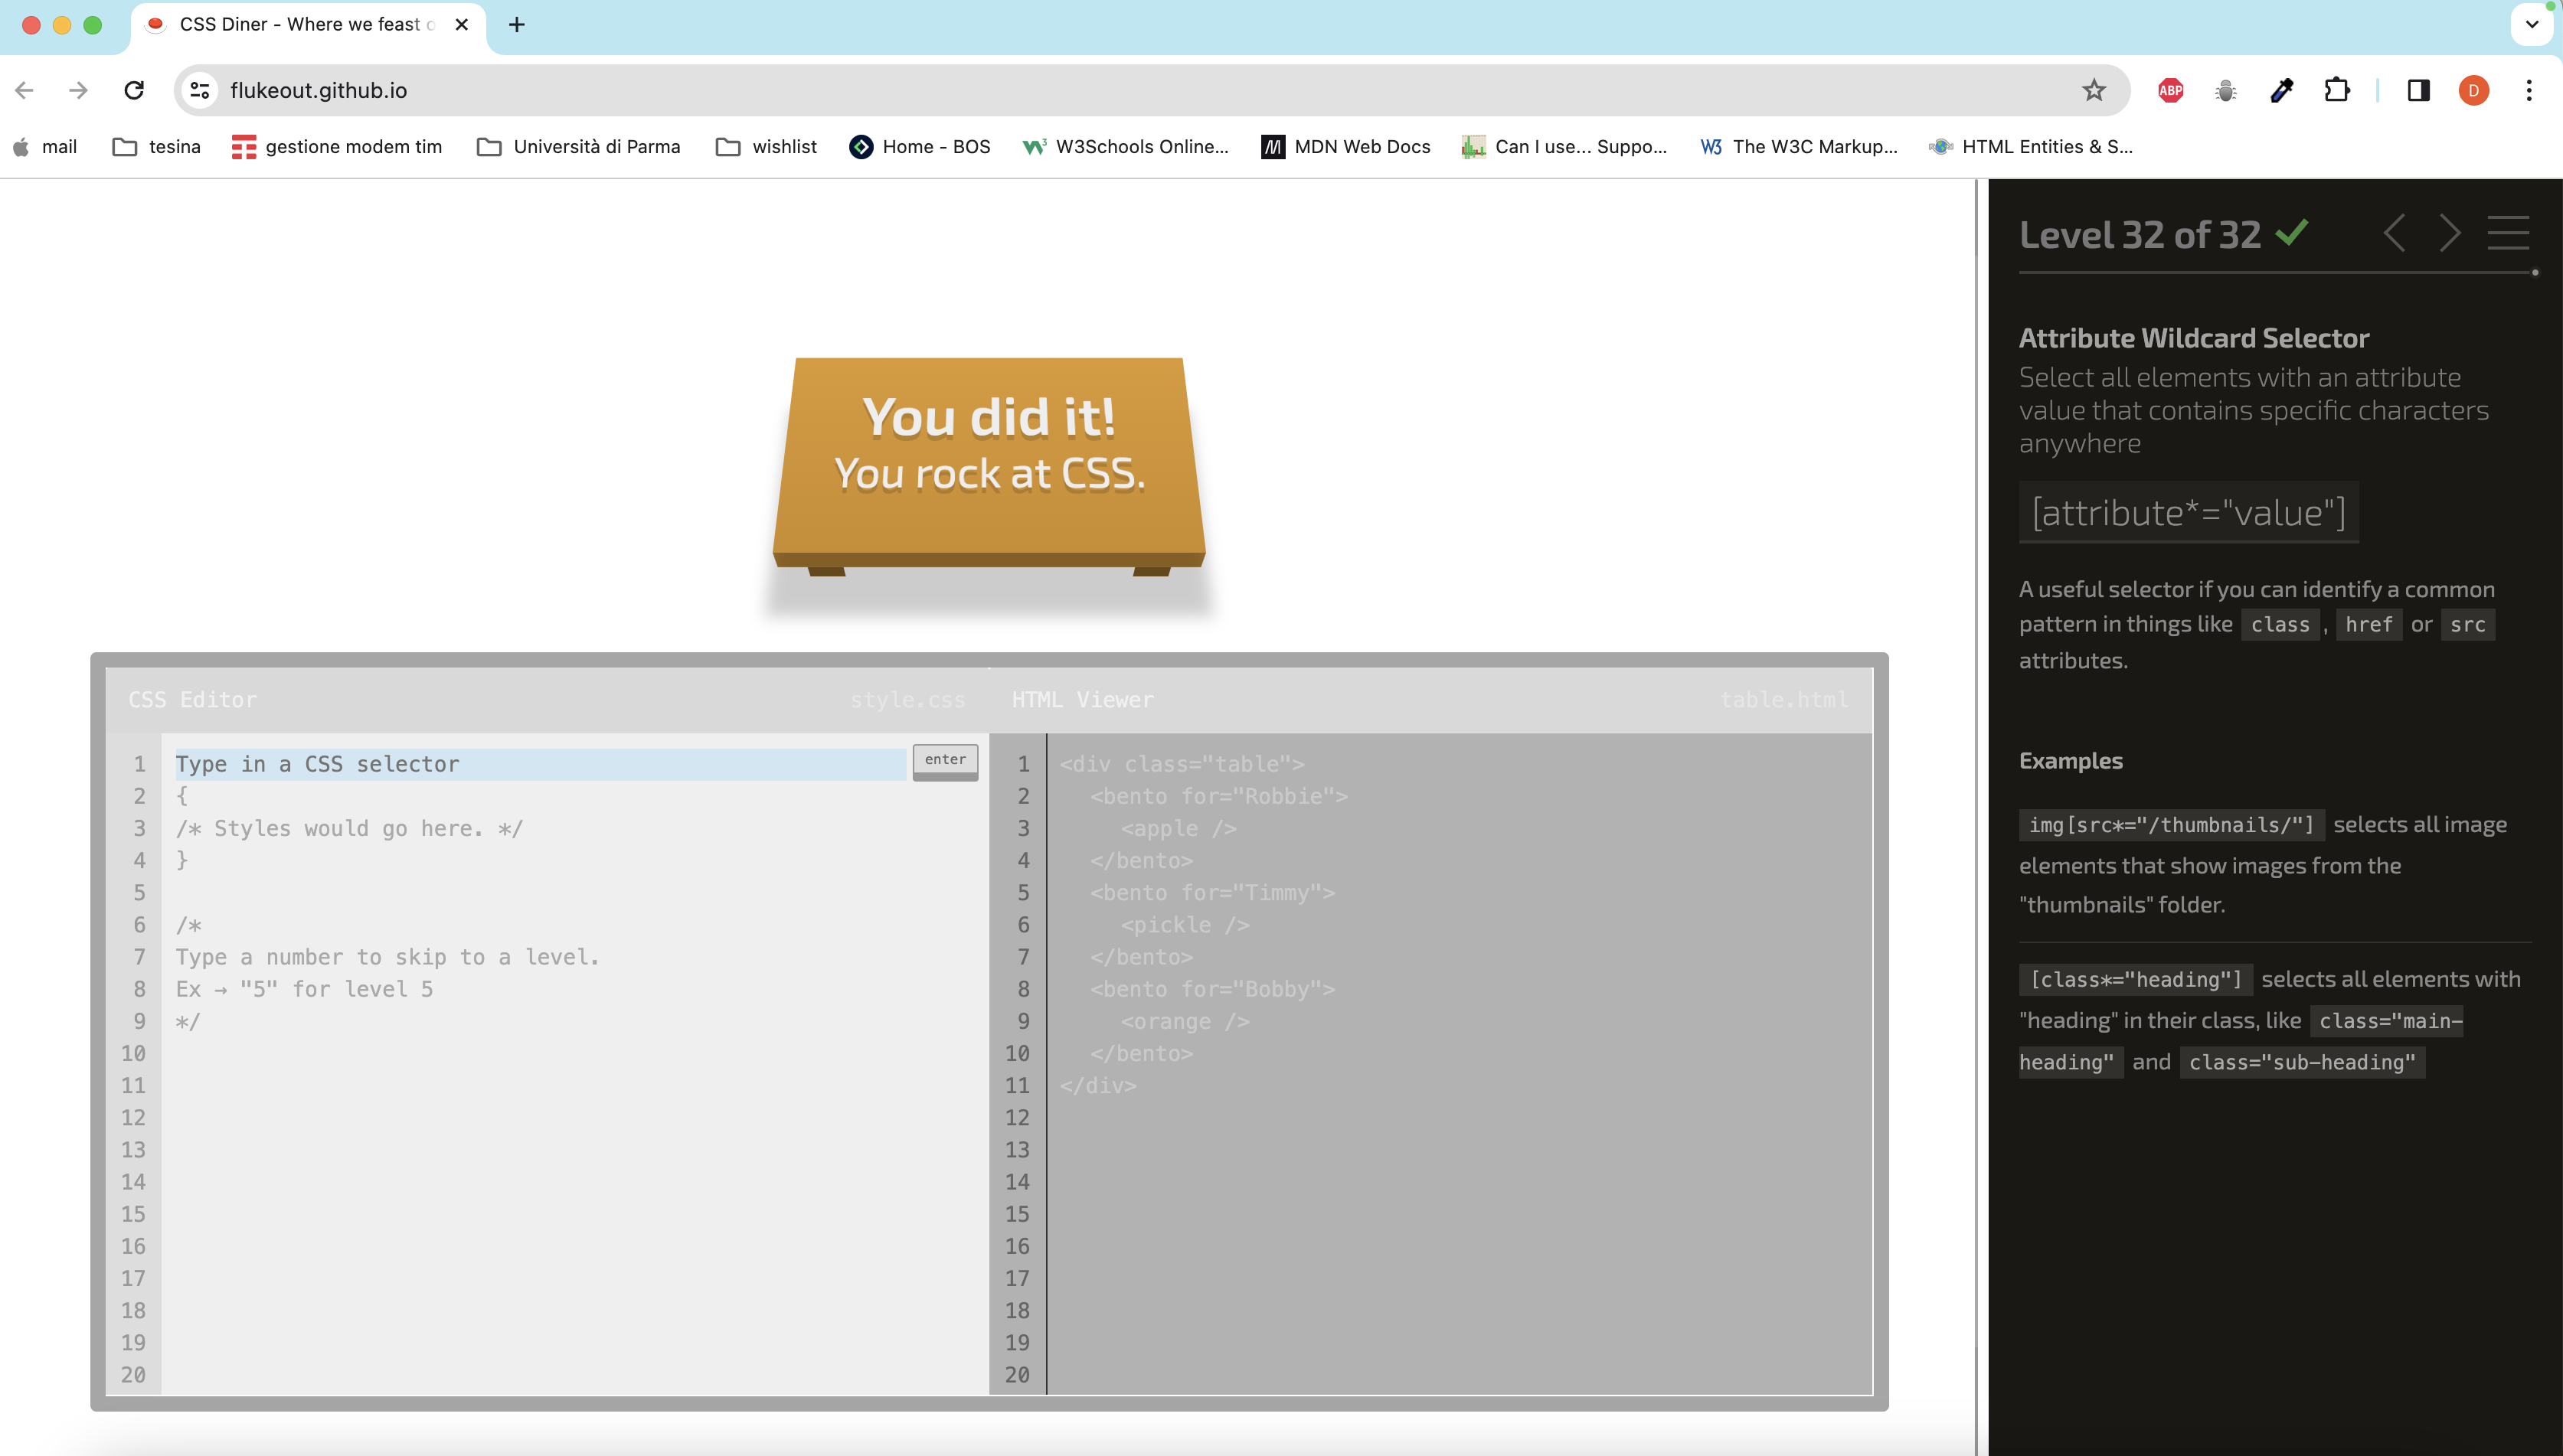 CSS Diner - Where we feast o
flukeout.github.io
ABP
D
mail
tesina
gestione modem tim
Università di Parma
wishlist
Home - BOS
W3Schools Online...
MDN Web Docs
Can I use... Suppo...
The W3C Markup...
HTML Entities & S...
You did it!
You rock at CSS.
CSS Editor
style.css
1
Type in a CSS selector
enter
2
{
3
/* Styles would go here. */
4
}
5
6
/*
7
Type a number to skip to a level.
8
Ex → "5" for level 5
9
*/
10
11
12
13
14
15
16
17
18
19
20
HTML Viewer
table.html
1
<div class="table">
2
<bento for="Robbie">
3
<apple />
4
</bento>
5
<bento for="Timmy">
6
<pickle />
7
</bento>
8
<bento for="Bobby">
9
<orange />
10
</bento>
11
</div>
12
13
14
15
16
17
18
19
20
Level 32 of 32
Attribute Wildcard Selector
Select all elements with an attribute
value that contains specific characters
anywhere
[attribute*="value"]
A useful selector if you can identify a common
pattern in things like class , href or src
attributes.
Examples
img[src*="/thumbnails/"] selects all image
elements that show images from the
"thumbnails" folder.
[class*="heading"] selects all elements with
"heading" in their class, like class="main-
heading" and class="sub-heading"